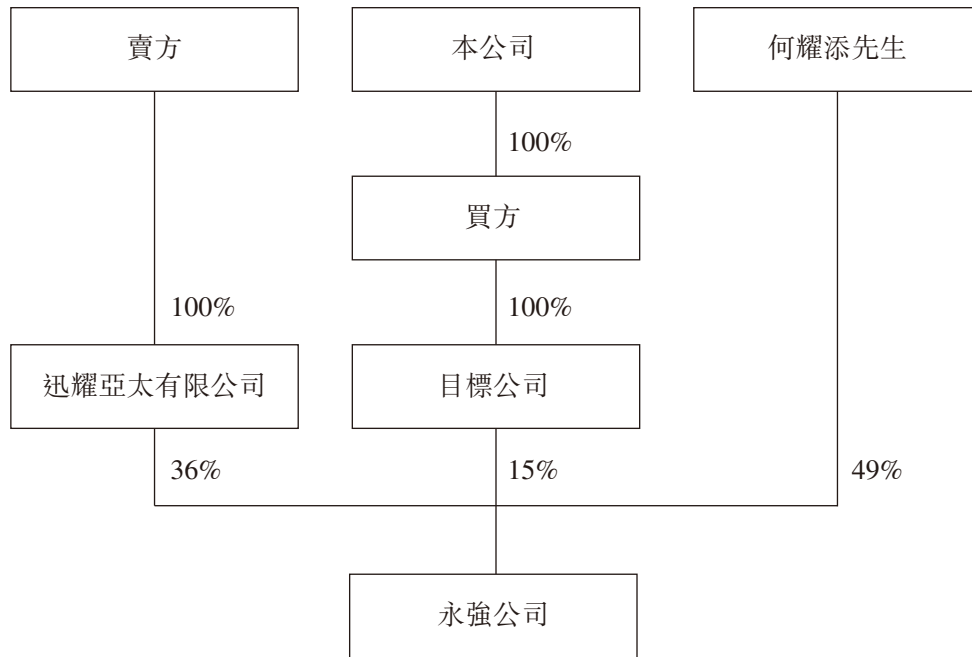 賣方
本公司
何耀添先生
100%
買方
100%
100%
迅耀亞太有限公司
目標公司
36%
15%
49%
永強公司